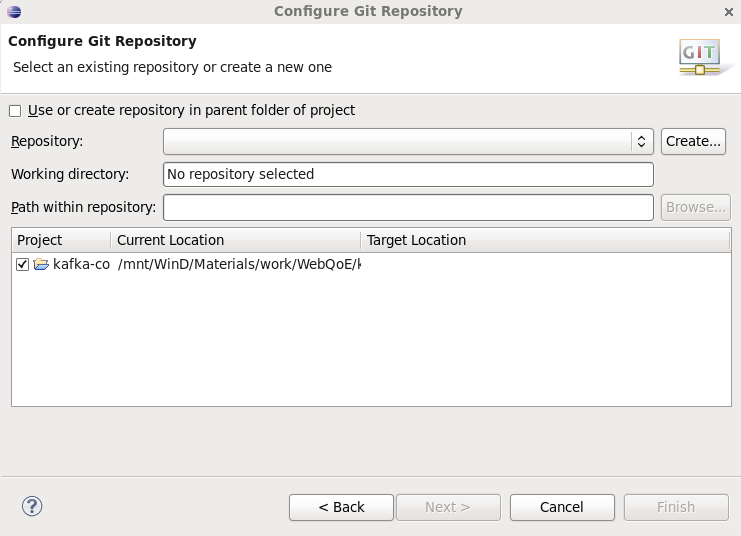 Configure Git Repository
Configure Git Repository
Select an existing repository or create a new one
GIT
Use or create repository in parent folder of project
Repository: Create...
Working directory: No repository selected
Path within repository: Browse...
Project Current Location Target Location
kafka-co /mnt/WinD/Materials/work/WebQoE/k
< Back Next > Cancel Finish